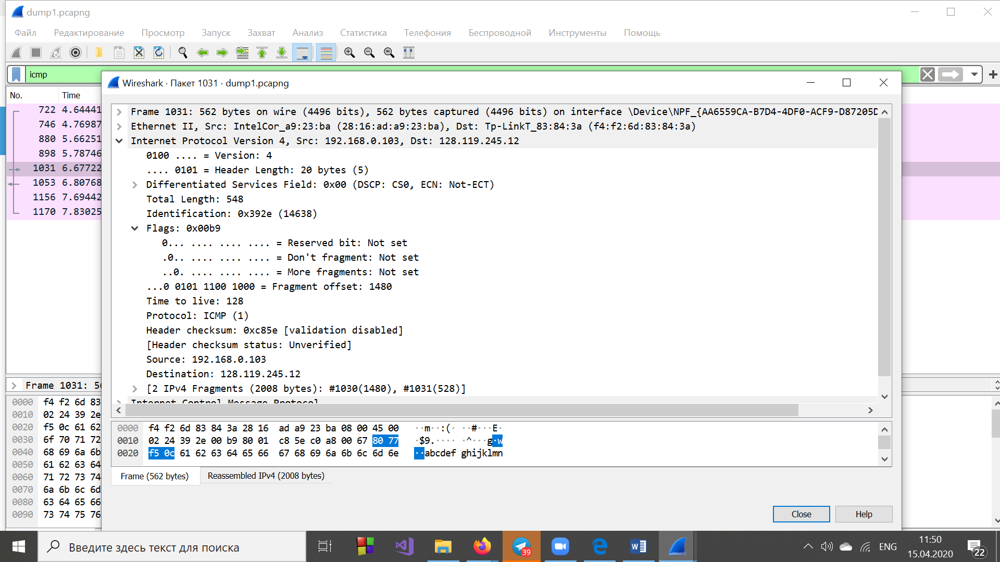 dump1.pcapng
Файл Редактирование Просмотр Запуск Захват Анализ Статистика Телефония Беспроводной Инструменты Помощь
icmp
Wireshark · Пакет 1031 · dump1.pcapng
No. Time
722 4.64441
746 4.76987
880 5.66251
898 5.78746
1031 6.67722
1053 6.80768
1156 7.69442
1170 7.83025
Frame 1031: 562 bytes on wire (4496 bits), 562 bytes captured (4496 bits) on interface \Device\NPF_{AA6559CA-B7D4-4DF0-ACF9-D87205D
Ethernet II, Src: IntelCor_a9:23:ba (28:16:ad:a9:23:ba), Dst: Tp-LinkT_83:84:3a (f4:f2:6d:83:84:3a)
Internet Protocol Version 4, Src: 192.168.0.103, Dst: 128.119.245.12
0100 .... = Version: 4
.... 0101 = Header Length: 20 bytes (5)
Differentiated Services Field: 0x00 (DSCP: CS0, ECN: Not-ECT)
Total Length: 548
Identification: 0x392e (14638)
Flags: 0x00b9
0... .... .... .... = Reserved bit: Not set
.0.. .... .... .... = Don't fragment: Not set
..0. .... .... .... = More fragments: Not set
...0 0101 1100 1000 = Fragment offset: 1480
Time to live: 128
Protocol: ICMP (1)
Header checksum: 0xc85e [validation disabled]
[Header checksum status: Unverified]
Source: 192.168.0.103
Destination: 128.119.245.12
[2 IPv4 Fragments (2008 bytes): #1030(1480), #1031(528)]
Internet Control Message Protocol
0000 f4 f2 6d 83 84 3a 28 16 ad a9 23 ba 08 00 45 00 ··m··:(· ··#···E·
0010 02 24 39 2e 00 b9 80 01 c8 5e c0 a8 00 67 80 77 ·$9.···· ·^···g·w
0020 f5 0c 61 62 63 64 65 66 67 68 69 6a 6b 6c 6d 6e ··abcdef ghijklmn
Frame (562 bytes) Reassembled IPv4 (2008 bytes)
Close Help
Frame 1031: 56
0000 f4 f2 6d 83
0010 02 24 39 2e
0020 f5 0c 61 62
0030 6f 70 71 72
0040 68 69 6a 6b
0050 61 62 63 64
0060 71 72 73 74
0070 6a 6b 6c 6d
0080 63 64 65 66
0090 73 74 75 76
Введите здесь текст для поиска
39
ENG
11:50
15.04.2020
22